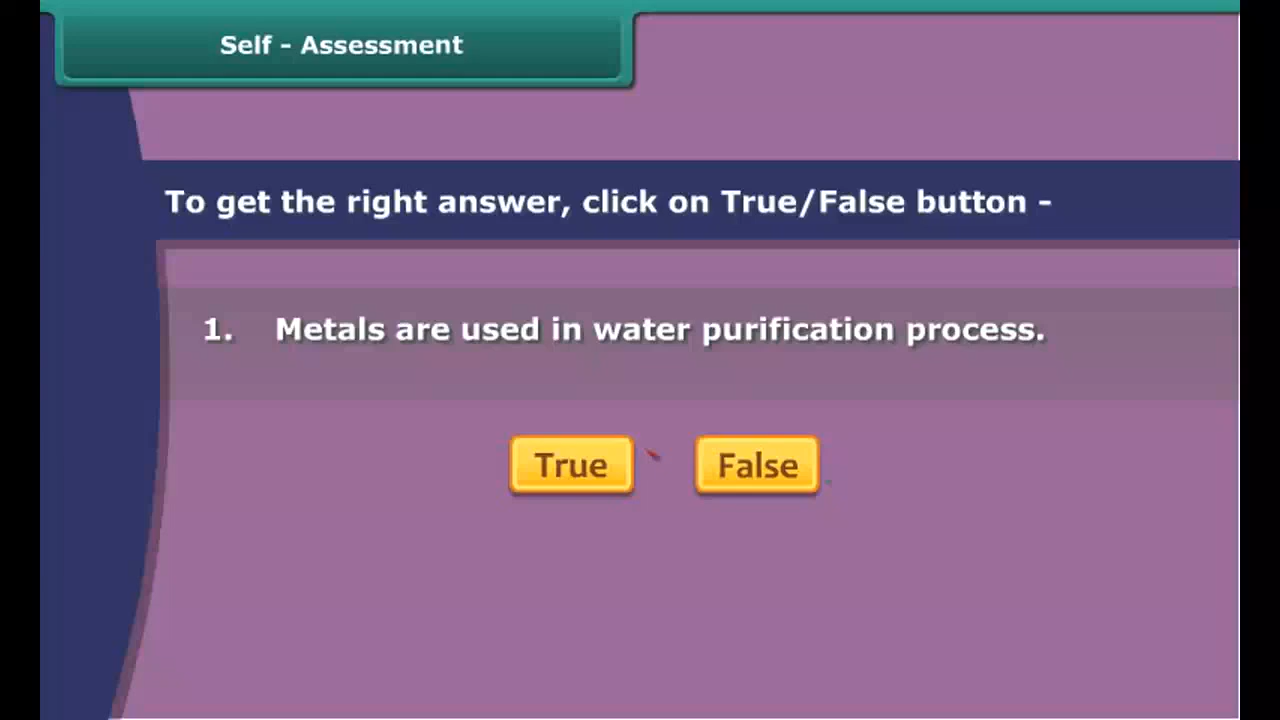 Self - Assessment
To get the right answer, click on True/False button -
1. Metals are used in water purification process.
True False